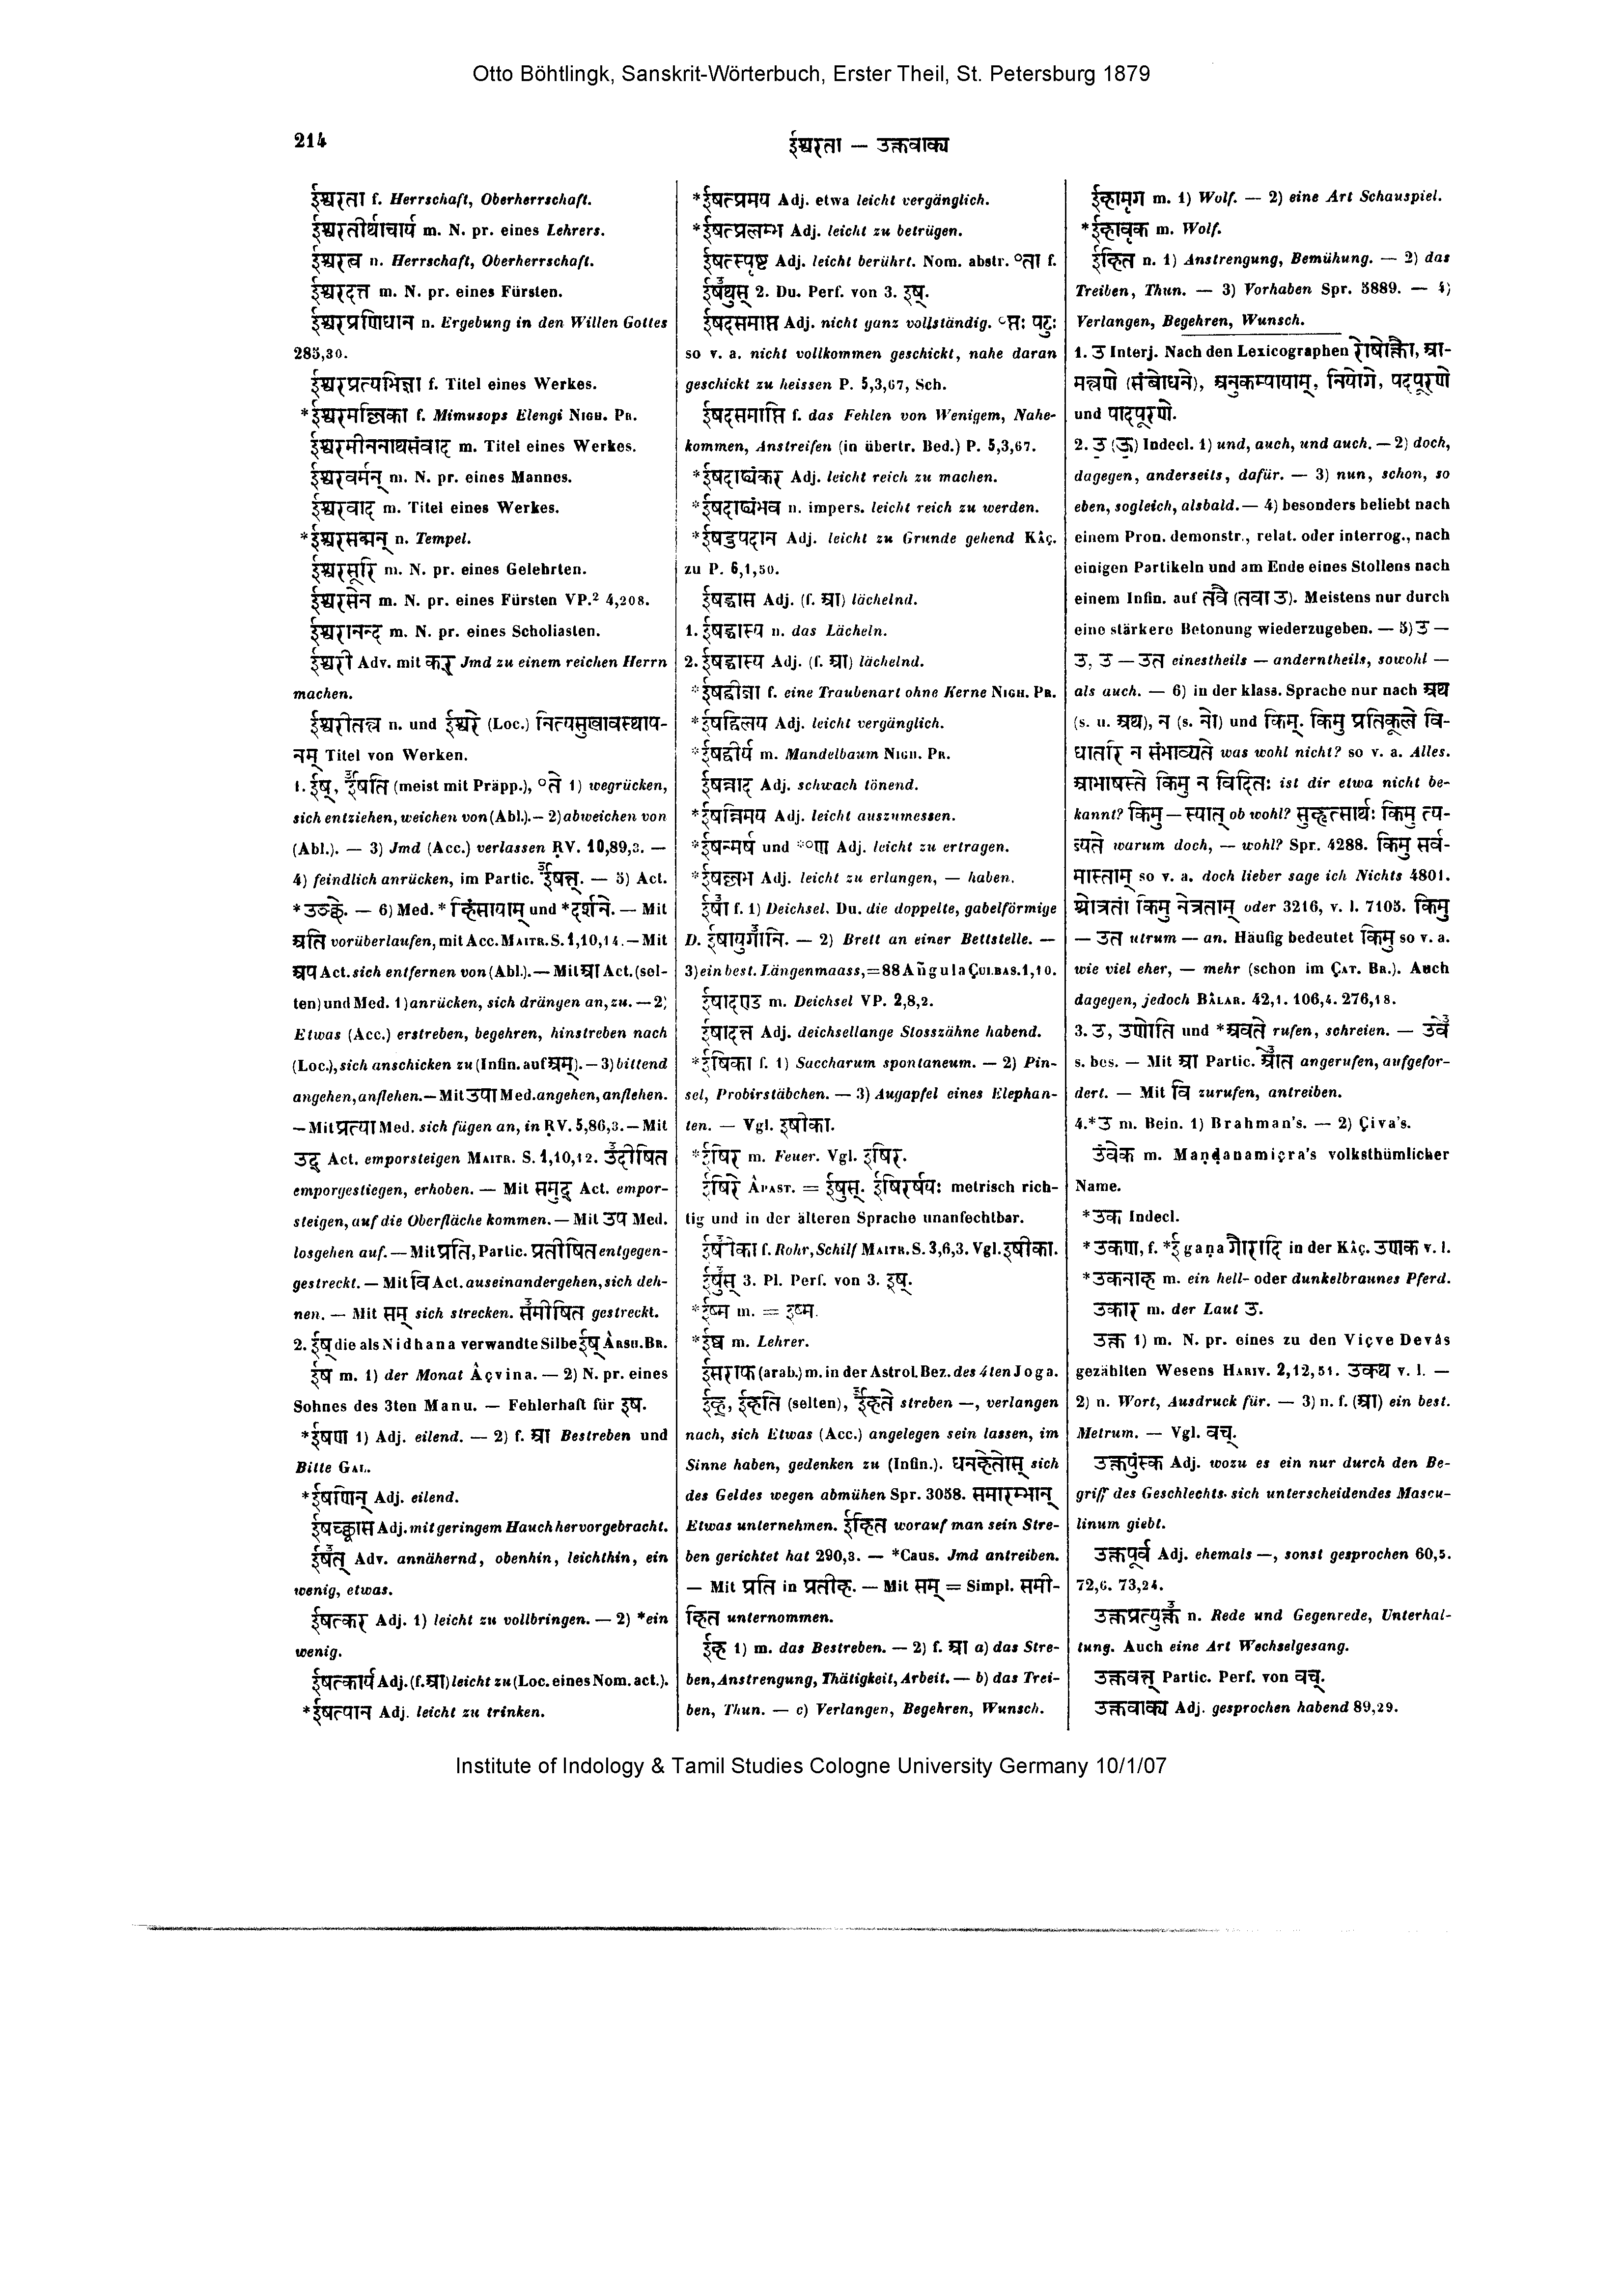 Otto Böhtlingk, Sanskrit-Wörterbuch, Erster Theil, St. Petersburg 1879
214
ईश्वरता — उक्तवाक्य
ईश्वरता f. Herrschaft, Oberherrschaft.
ईश्वरतीर्थाचार्य m. N. pr. eines Lehrers.
ईश्वरत्व n. Herrschaft, Oberherrschaft.
ईश्वरदत्त m. N. pr. eines Fürsten.
ईश्वरप्रणिधान n. Ergebung in den Willen Gottes
285,30.
ईश्वरप्रत्यभिज्ञा f. Titel eines Werkes.
*ईश्वरमल्लिका f. Mimusops Elengi Nigh. Pr.
ईश्वरमीननाथसंवाद m. Titel eines Werkes.
ईश्वरवर्मन् m. N. pr. eines Mannes.
ईश्वरवाद m. Titel eines Werkes.
*ईश्वरसद्मन् n. Tempel.
ईश्वरसूरि m. N. pr. eines Gelehrten.
ईश्वरसेन m. N. pr. eines Fürsten VP.² 4,208.
ईश्वरानन्द m. N. pr. eines Scholiasten.
ईश्वरी Adv. mit कर् Jmd zu einem reichen Herrn
machen.
ईश्वरीतत्त्व n. und ईश्वरे (Loc.) नित्यसुखावस्थाप-
नम् Titel von Werken.
1. ईष्, ईषति (meist mit Präpp.), °ते 1) wegrücken,
sich entziehen, weichen von (Abl.). — 2) abweichen von
(Abl.). — 3) Jmd (Acc.) verlassen ṚV. 10,89,3. —
4) feindlich anrücken, im Partic. ईषत्त्. — 5) Act.
*उञ्छे. — 6) Med. *हिंसायाम् und *दर्शने. — Mit
अति vorüberlaufen, mit Acc. Maitr. S. 1,10,14. — Mit
अप Act. sich entfernen von (Abl.). — Mit आ Act. (sel-
ten) und Med. 1) anrücken, sich drängen an, zu. — 2)
Etwas (Acc.) erstreben, begehren, hinstreben nach
(Loc.), sich anschicken zu (Infin. auf अम्). — 3) bittend
angehen, anflehen. — Mit उपा Med. angehen, anflehen.
— Mit प्रत्या Med. sich fügen an, in ṚV. 5,86,3. — Mit
उद् Act. emporsteigen Maitr. S. 1,10,12. उदीषित
emporgestiegen, erhoben. — Mit समुद् Act. empor-
steigen, auf die Oberfläche kommen. — Mit उप Med.
losgehen auf. — Mit प्रति, Partic. प्रतीषित entgegen-
gestreckt. — Mit वि Act. auseinandergehen, sich deh-
nen. — Mit सम् sich strecken. समीषित gestreckt.
2. ईष् die als Nidhana verwandte Silbe ईष् Ârsh. Br.
ईष m. 1) der Monat Âçvina. — 2) N. pr. eines
Sohnes des 3ten Manu. — Fehlerhaft für इष.
*ईषण 1) Adj. eilend. — 2) f. आ Bestreben und
Bitte Gal.
*ईषणिन् Adj. eilend.
ईषच्छ्वास Adj. mit geringem Hauch hervorgebracht.
ईषत् Adv. annähernd, obenhin, leichthin, ein
wenig, etwas.
ईषत्कर Adj. 1) leicht zu vollbringen. — 2) *ein
wenig.
ईषत्कार्य Adj. (f. आ) leicht zu (Loc. eines Nom. act.).
*ईषत्पान Adj. leicht zu trinken.
*ईषत्प्रमय Adj. etwa leicht vergänglich.
*ईषत्प्रलम्भ Adj. leicht zu betrügen.
ईषत्स्पृष्ट Adj. leicht berührt. Nom. abstr. °ता f.
ईषथुस् 2. Du. Perf. von 3. इष्.
ईषदसमाप्त Adj. nicht ganz vollständig. °प्तः पटुः
so v. a. nicht vollkommen geschickt, nahe daran
geschickt zu heissen P. 5,3,67, Sch.
ईषदसमाप्ति f. das Fehlen von Wenigem, Nahe-
kommen, Anstreifen (in übertr. Bed.) P. 5,3,67.
*ईषदाढ्यंकर Adj. leicht reich zu machen.
*ईषदाढ्यंभव n. impers. leicht reich zu werden.
*ईषदुपदान Adj. leicht zu Grunde gehend Kâç.
zu P. 6,1,50.
ईषद्धास Adj. (f. आ) lächelnd.
1. ईषद्धास्य n. das Lächeln.
2. ईषद्धास्य Adj. (f. आ) lächelnd.
*ईषद्बीजा f. eine Traubenart ohne Kerne Nigh. Pr.
*ईषद्विलय Adj. leicht vergänglich.
*ईषद्वीर्य m. Mandelbaum Nigh. Pr.
ईषन्नाद Adj. schwach tönend.
*ईषन्निमय Adj. leicht auszumessen.
*ईषन्मर्ष und *°ण Adj. leicht zu ertragen.
*ईषल्लभ Adj. leicht zu erlangen, — haben.
ईषा f. 1) Deichsel. Du. die doppelte, gabelförmige
D. ईषायुगानि. — 2) Brett an einer Bettstelle. —
3) ein best. Längenmaass, = 88 Aṅgula Çulbas. 1,10.
ईषादण्ड m. Deichsel VP. 2,8,2.
ईषादन्त Adj. deichsellange Stosszähne habend.
*ईषिका f. 1) Saccharum spontaneum. — 2) Pin-
sel, Probirstäbchen. — 3) Augapfel eines Elephan-
ten. — Vgl. इषीका.
*ईषिर m. Feuer. Vgl. इषिर.
ईषिरे Âpast. = ईषुस्. ईषिरर्षयः metrisch rich-
tig und in der älteren Sprache unanfechtbar.
ईषीका f. Rohr, Schilf Maitr. S. 3,6,3. Vgl. इषीका.
ईषुस् 3. Pl. Perf. von 3. इष्.
*ईष्म m. = इष्म.
*ईष्व m. Lehrer.
ईसराफ (arab.) m. in der Astrol. Bez. des 4ten Joga.
ईह्, ईहति (selten), ईहते streben —, verlangen
nach, sich Etwas (Acc.) angelegen sein lassen, im
Sinne haben, gedenken zu (Infin.). धनहेतोस् sich
des Geldes wegen abmühen Spr. 3058. समारम्भान्
Etwas unternehmen. ईहित worauf man sein Stre-
ben gerichtet hat 290,3. — *Caus. Jmd antreiben.
— Mit प्रति in प्रतीह. — Mit सम् = Simpl. समी-
हित unternommen.
ईह 1) m. das Bestreben. — 2) f. आ a) das Stre-
ben, Anstrengung, Thätigkeit, Arbeit. — b) das Trei-
ben, Thun. — c) Verlangen, Begehren, Wunsch.
ईहामृग m. 1) Wolf. — 2) eine Art Schauspiel.
*ईहावृक m. Wolf.
ईहित n. 1) Anstrengung, Bemühung. — 2) das
Treiben, Thun. — 3) Vorhaben Spr. 5889. — 4)
Verlangen, Begehren, Wunsch.
1. उ Interj. Nach den Lexicographen रोषोक्तौ, आ-
मन्त्रणे (संबोधने), अनुकम्पायाम्, नियोगे, पदपूरणे
und पादपूरणे.
2. उ (ऊ) Indecl. 1) und, auch, und auch. — 2) doch,
dagegen, anderseits, dafür. — 3) nun, schon, so
eben, sogleich, alsbald. — 4) besonders beliebt nach
einem Pron. demonstr., relat. oder interrog., nach
einigen Partikeln und am Ende eines Stollens nach
einem Infin. auf तवै (तवा उ). Meistens nur durch
eine stärkere Betonung wiederzugeben. — 5) उ —
उ, उ — उत einestheils — anderntheils, sowohl —
als auch. — 6) in der klass. Sprache nur nach अथ
(s. u. अथ), न (s. नो) und किम्. किमु प्रतिकूले वि-
धातरि न संभाव्यते was wohl nicht? so v. a. Alles.
आभाषस्ते किमु न विदितः ist dir etwa nicht be-
kannt? किमु — स्यात् ob wohl? सुहृत्सार्थः किमु त्य-
ज्यते warum doch, — wohl? Spr. 4288. किमु सर्व-
मास्ताम् so v. a. doch lieber sage ich Nichts 4801.
श्रोत्रतां किमु नेत्रताम् oder 3216, v. l. 7103. किमु
— उत utrum — an. Häufig bedeutet किमु so v. a.
wie viel eher, — mehr (schon im Çat. Br.). Auch
dagegen, jedoch Bâlar. 42,1. 106,4. 276,18.
3. उ, उणोति und *अवते rufen, schreien. — उवे
s. bes. — Mit आ Partic. ओत angerufen, aufgefor-
dert. — Mit वि zurufen, antreiben.
4. *उ m. Bein. 1) Brahman's. — 2) Çiva's.
उंवेक m. Maṇḍanamiçra's volksthümlicher
Name.
*उक Indecl.
*उकण, f. *ई gaṇa गौरादि in der Kâç. उणक v. l.
*उकनाह m. ein hell- oder dunkelbraunes Pferd.
उकार m. der Laut उ.
उक्त 1) m. N. pr. eines zu den Viçve Devâs
gezählten Wesens Hariv. 2,12,51. उक्थ v. l. —
2) n. Wort, Ausdruck für. — 3) n. f. (आ) ein best.
Metrum. — Vgl. वच्.
उक्तपुंस्क Adj. wozu es ein nur durch den Be-
griff des Geschlechts sich unterscheidendes Mascu-
linum giebt.
उक्तपूर्व Adj. ehemals —, sonst gesprochen 60,5.
72,6. 73,24.
उक्तप्रत्युक्त n. Rede und Gegenrede, Unterhal-
tung. Auch eine Art Wechselgesang.
उक्तवत्त् Partic. Perf. von वच्.
उक्तवाक्य Adj. gesprochen habend 89,29.
Institute of Indology & Tamil Studies Cologne University Germany 10/1/07